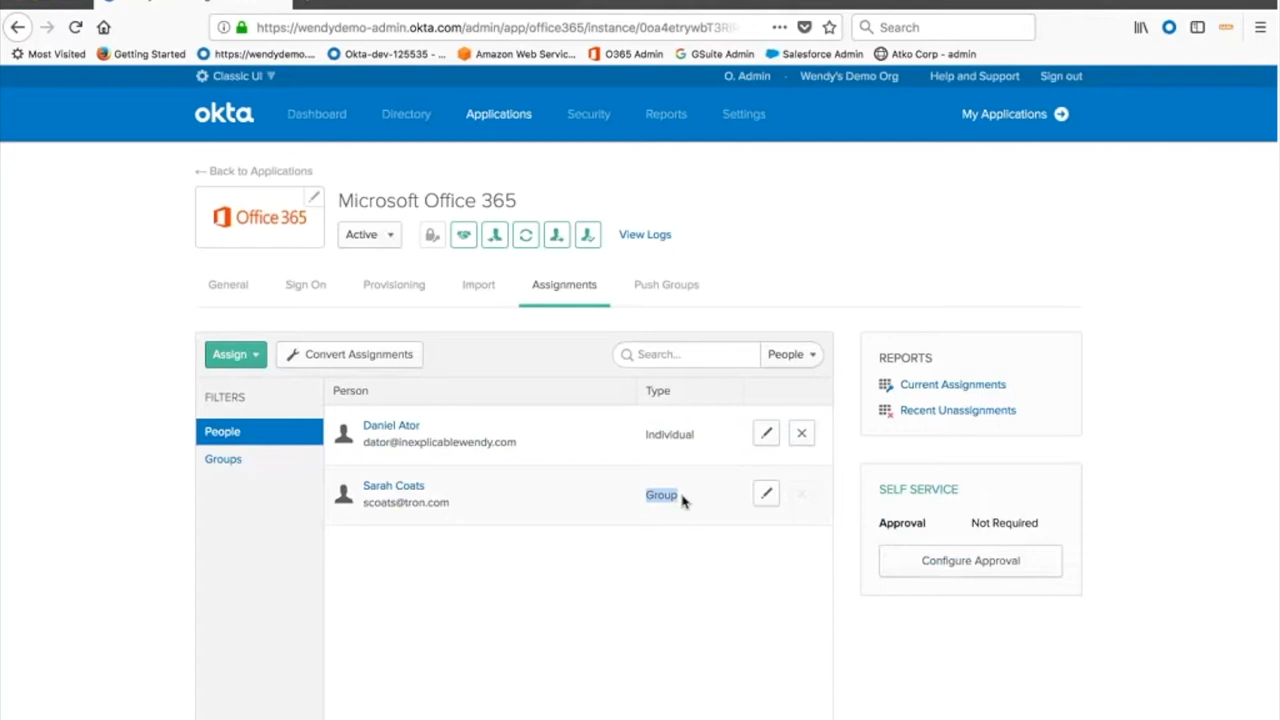 https://wendydemo-admin.okta.com/admin/app/office365/instance/0oa4etrywbT3RI
Search
Most Visited Getting Started https://wendydemo.... Okta-dev-125535 - ... Amazon Web Servic... O365 Admin GSuite Admin Salesforce Admin Atko Corp - admin
Classic UI O. Admin Wendy's Demo Org Help and Support Sign out
okta Dashboard Directory Applications Security Reports Settings My Applications
← Back to Applications
Office 365
Microsoft Office 365
Active View Logs
General Sign On Provisioning Import Assignments Push Groups
Assign Convert Assignments Search... People
FILTERS
People
Groups
Person Type
Daniel Ator
dator@inexplicablewendy.com
Individual
Sarah Coats
scoats@tron.com
Group
REPORTS
Current Assignments
Recent Unassignments
SELF SERVICE
Approval Not Required
Configure Approval